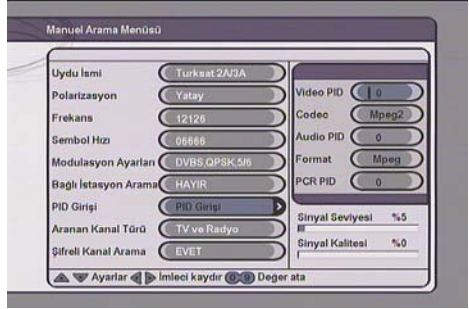 Manuel Arama Menüsü
Uydu İsmi Turksat 2A/3A
Polarizasyon Yatay
Frekans 12126
Sembol Hızı 06666
Modulasyon Ayarları DVBS,QPSK,5/6
Bağlı İstasyon Arama HAYIR
PID Girişi PID Girişi
Aranan Kanal Türü TV ve Radyo
Şifreli Kanal Arama EVET
Video PID 0
Codec Mpeg2
Audio PID 0
Format Mpeg
PCR PID 0
Sinyal Seviyesi %5
Sinyal Kalitesi %0
Ayarlar İmleci kaydır 0 9 Değer ata